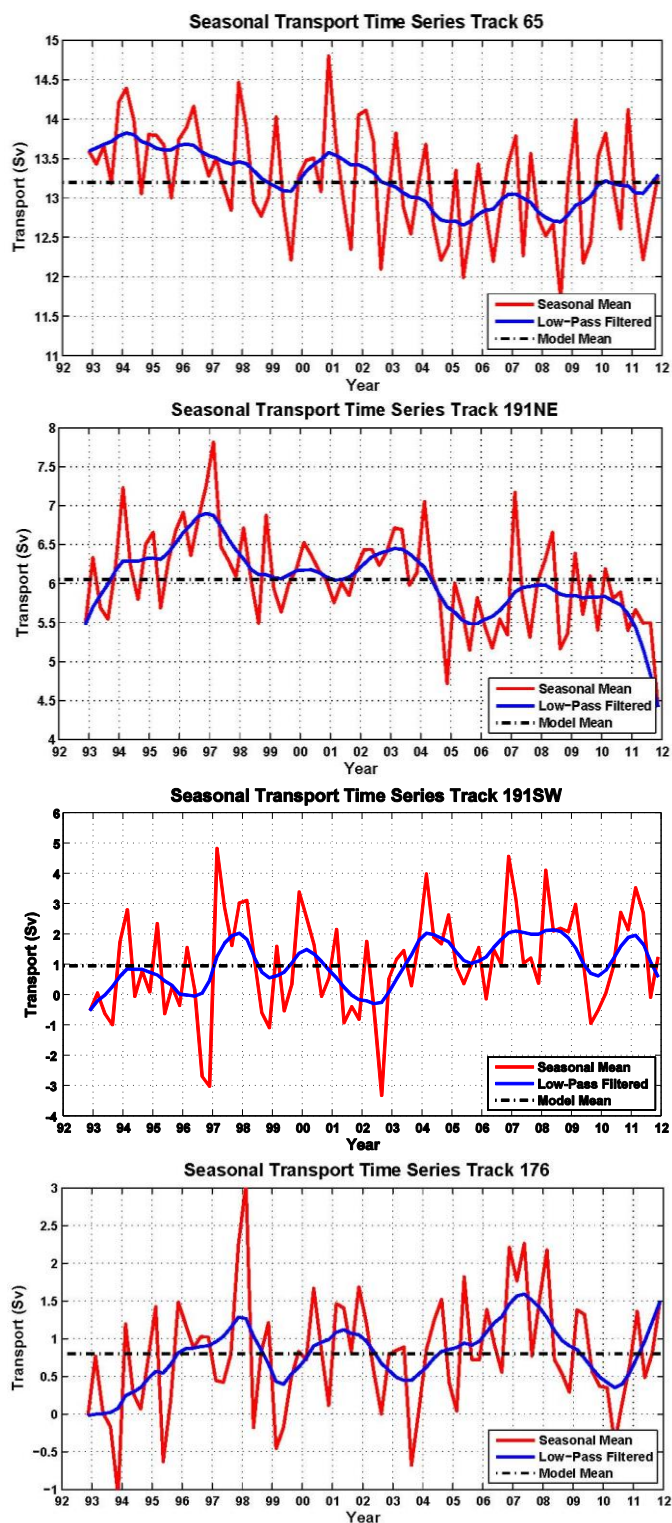 Seasonal Transport Time Series Track 65
15
14.5
14
13.5
13
12.5
12
11.5
11
Transport (Sv)
Seasonal Mean
Low-Pass Filtered
Model Mean
92 93 94 95 96 97 98 99 00 01 02 03 04 05 06 07 08 09 10 11 12
Year
Seasonal Transport Time Series Track 191NE
8
7.5
7
6.5
6
5.5
5
4.5
4
Transport (Sv)
Seasonal Mean
Low-Pass Filtered
Model Mean
92 93 94 95 96 97 98 99 00 01 02 03 04 05 06 07 08 09 10 11 12
Year
Seasonal Transport Time Series Track 191SW
6
5
4
3
2
1
0
-1
-2
-3
-4
Transport (Sv)
Seasonal Mean
Low-Pass Filtered
Model Mean
92 93 94 95 96 97 98 99 00 01 02 03 04 05 06 07 08 09 10 11 12
Year
Seasonal Transport Time Series Track 176
3
2.5
2
1.5
1
0.5
0
-0.5
-1
Transport (Sv)
Seasonal Mean
Low-Pass Filtered
Model Mean
92 93 94 95 96 97 98 99 00 01 02 03 04 05 06 07 08 09 10 11 12
Year